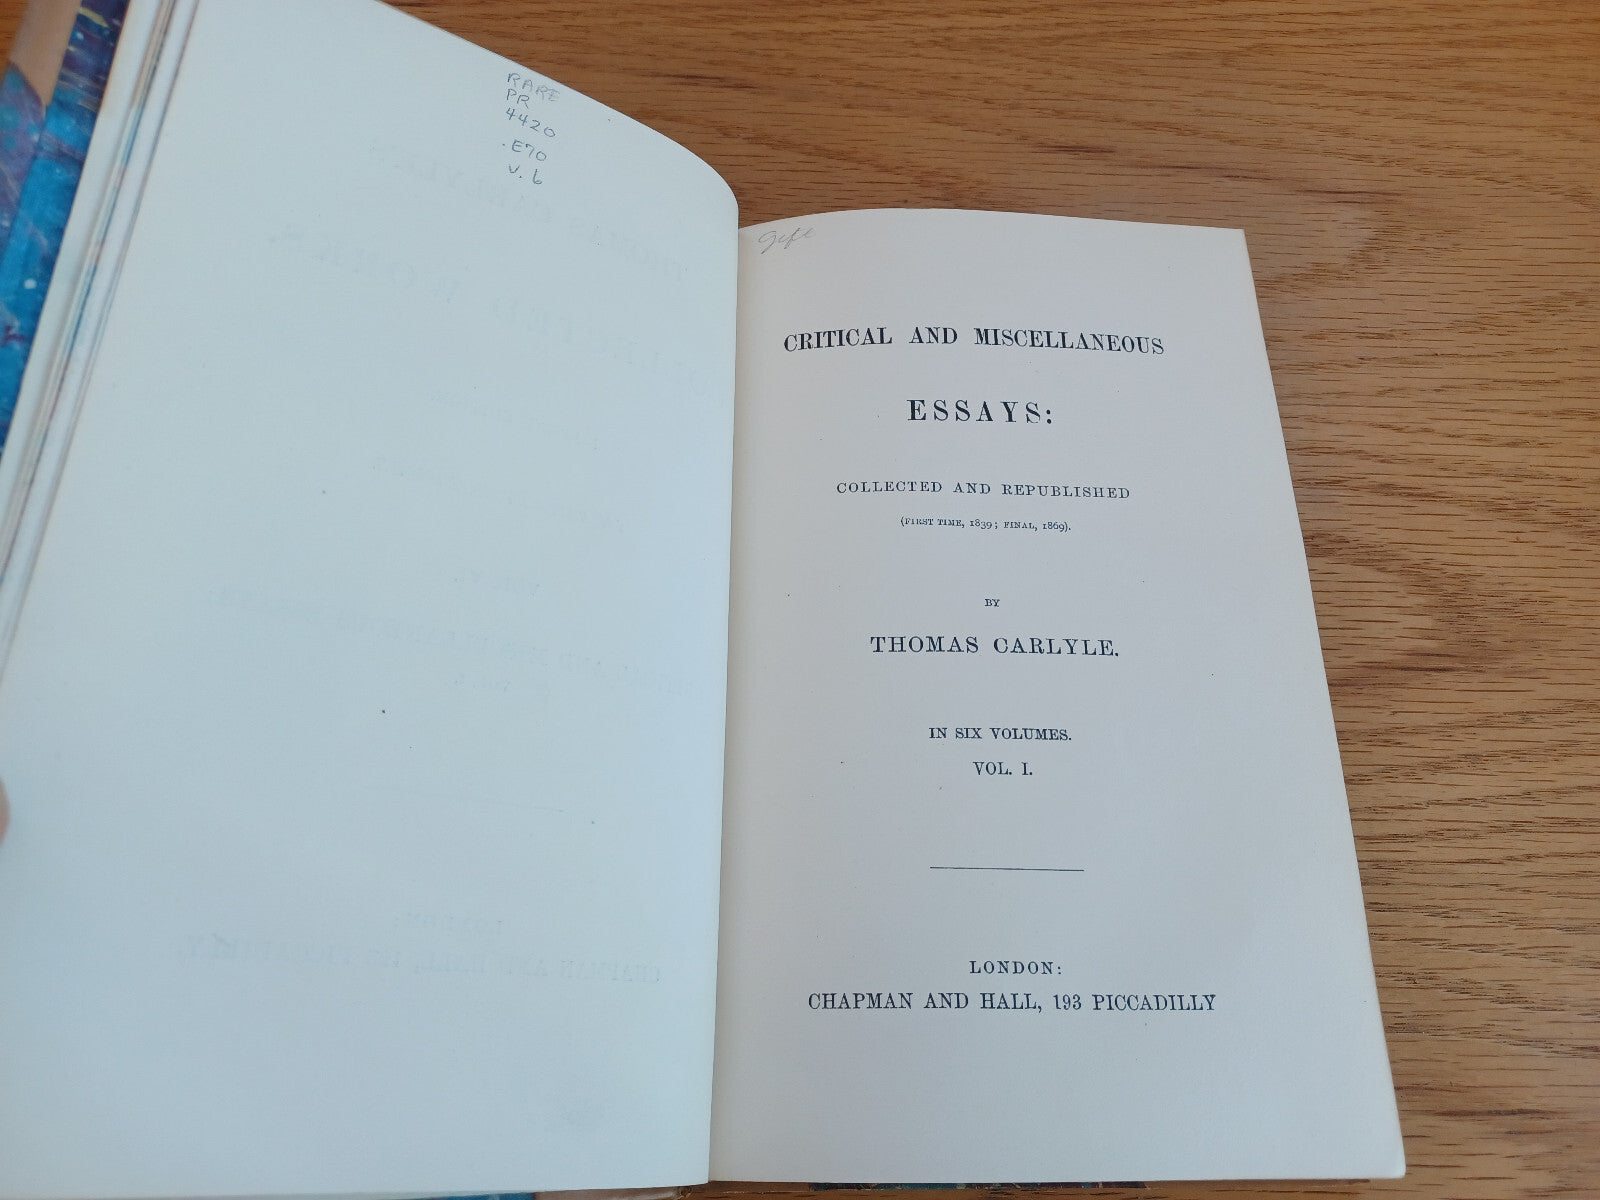 RARE
PR
4420
.E70
v.6
Gift
CRITICAL AND MISCELLANEOUS
ESSAYS:
COLLECTED AND REPUBLISHED
(FIRST TIME, 1839; FINAL, 1869).
BY
THOMAS CARLYLE.
IN SIX VOLUMES.
VOL. I.
LONDON:
CHAPMAN AND HALL, 193 PICCADILLY